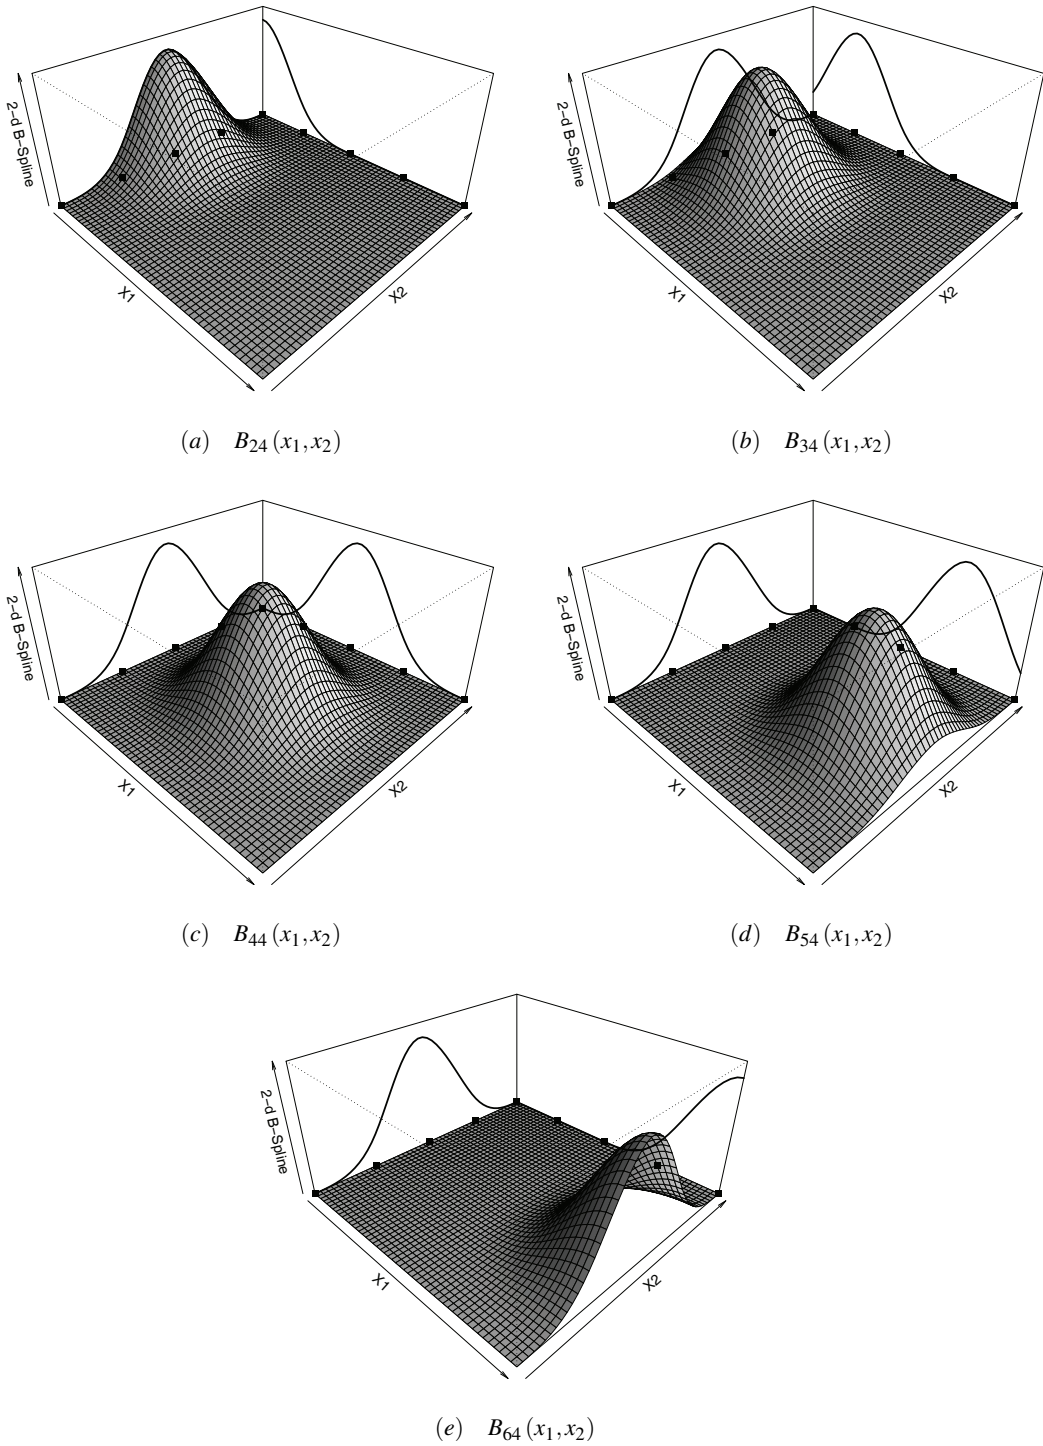 2−d B−Spline
X1
X2
2−d B−Spline
X1
X2
(a) B24 (x1, x2)
(b) B34 (x1, x2)
2−d B−Spline
X1
X2
2−d B−Spline
X1
X2
(c) B44 (x1, x2)
(d) B54 (x1, x2)
2−d B−Spline
X1
X2
(e) B64 (x1, x2)